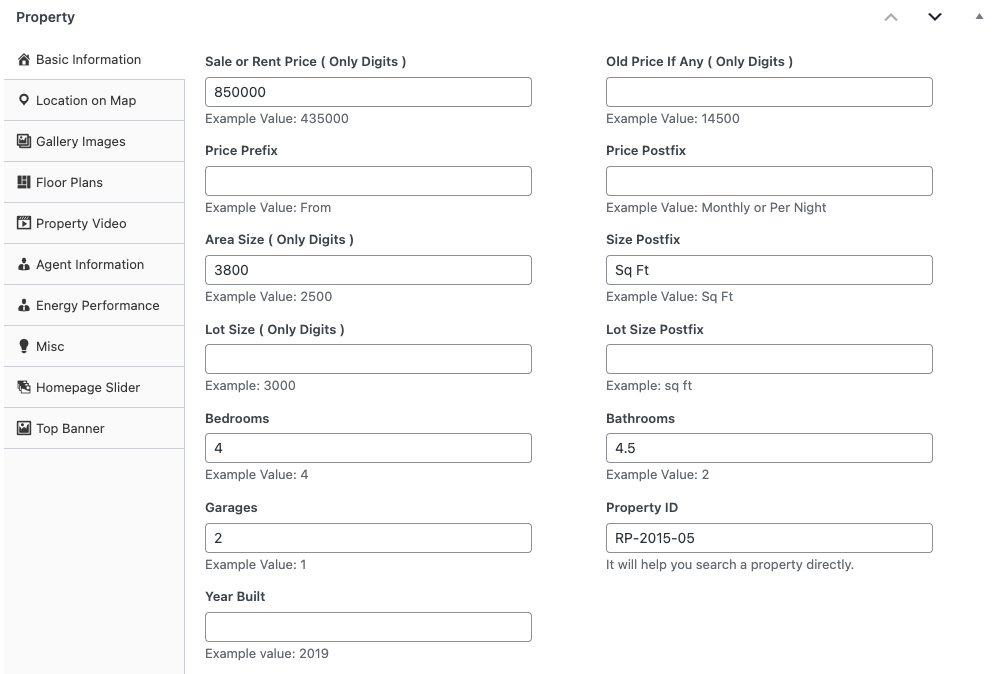 Property
Basic Information
Location on Map
Gallery Images
Floor Plans
Property Video
Agent Information
Energy Performance
Misc
Homepage Slider
Top Banner
Sale or Rent Price ( Only Digits )
850000
Example Value: 435000
Old Price If Any ( Only Digits )
Example Value: 14500
Price Prefix
Example Value: From
Price Postfix
Example Value: Monthly or Per Night
Area Size ( Only Digits )
3800
Example Value: 2500
Size Postfix
Sq Ft
Example Value: Sq Ft
Lot Size ( Only Digits )
Example: 3000
Lot Size Postfix
Example: sq ft
Bedrooms
4
Example Value: 4
Bathrooms
4.5
Example Value: 2
Garages
2
Example Value: 1
Property ID
RP-2015-05
It will help you search a property directly.
Year Built
Example value: 2019